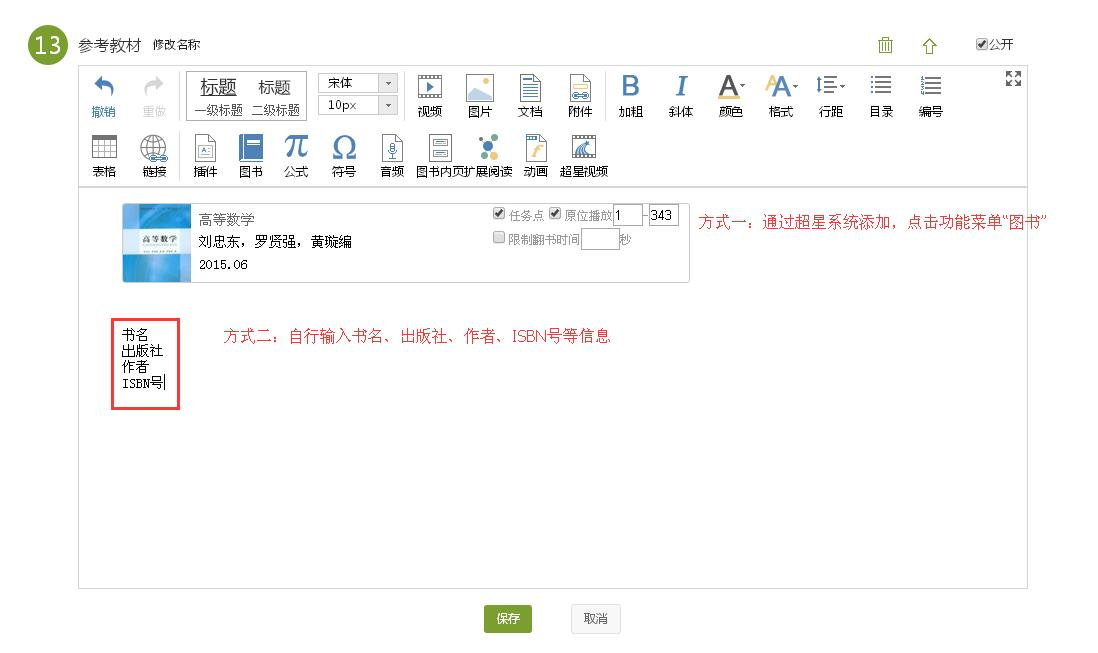 13 参考教材 修改名称 公开
标题 标题 宋体
撤销 重做 一级标题 二级标题 10px 视频 图片 文档 附件 加粗 斜体 颜色 格式 行距 目录 编号
表格 链接 插件 图书 公式 符号 音频 图书内页 扩展阅读 动画 超星视频
高等数学 任务点 原位播放 1 - 343
方式一：通过超星系统添加，点击功能菜单“图书”
高等数学
刘忠东，罗贤强，黄璇编 限制翻书时间 秒
2015.06
书名
方式二：自行输入书名、出版社、作者、ISBN号等信息
出版社
作者
ISBN号
保存 取消